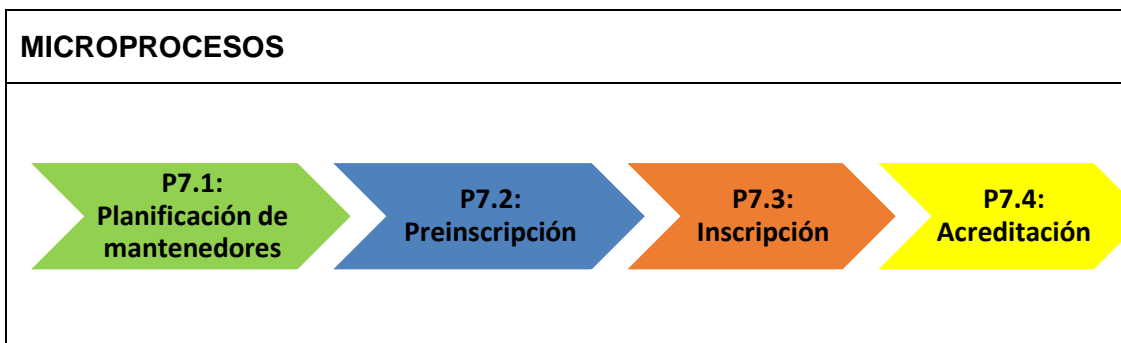 MICROPROCESOS
P7.1:
Planificación de
mantenedores
P7.2:
Preinscripción
P7.3:
Inscripción
P7.4:
Acreditación